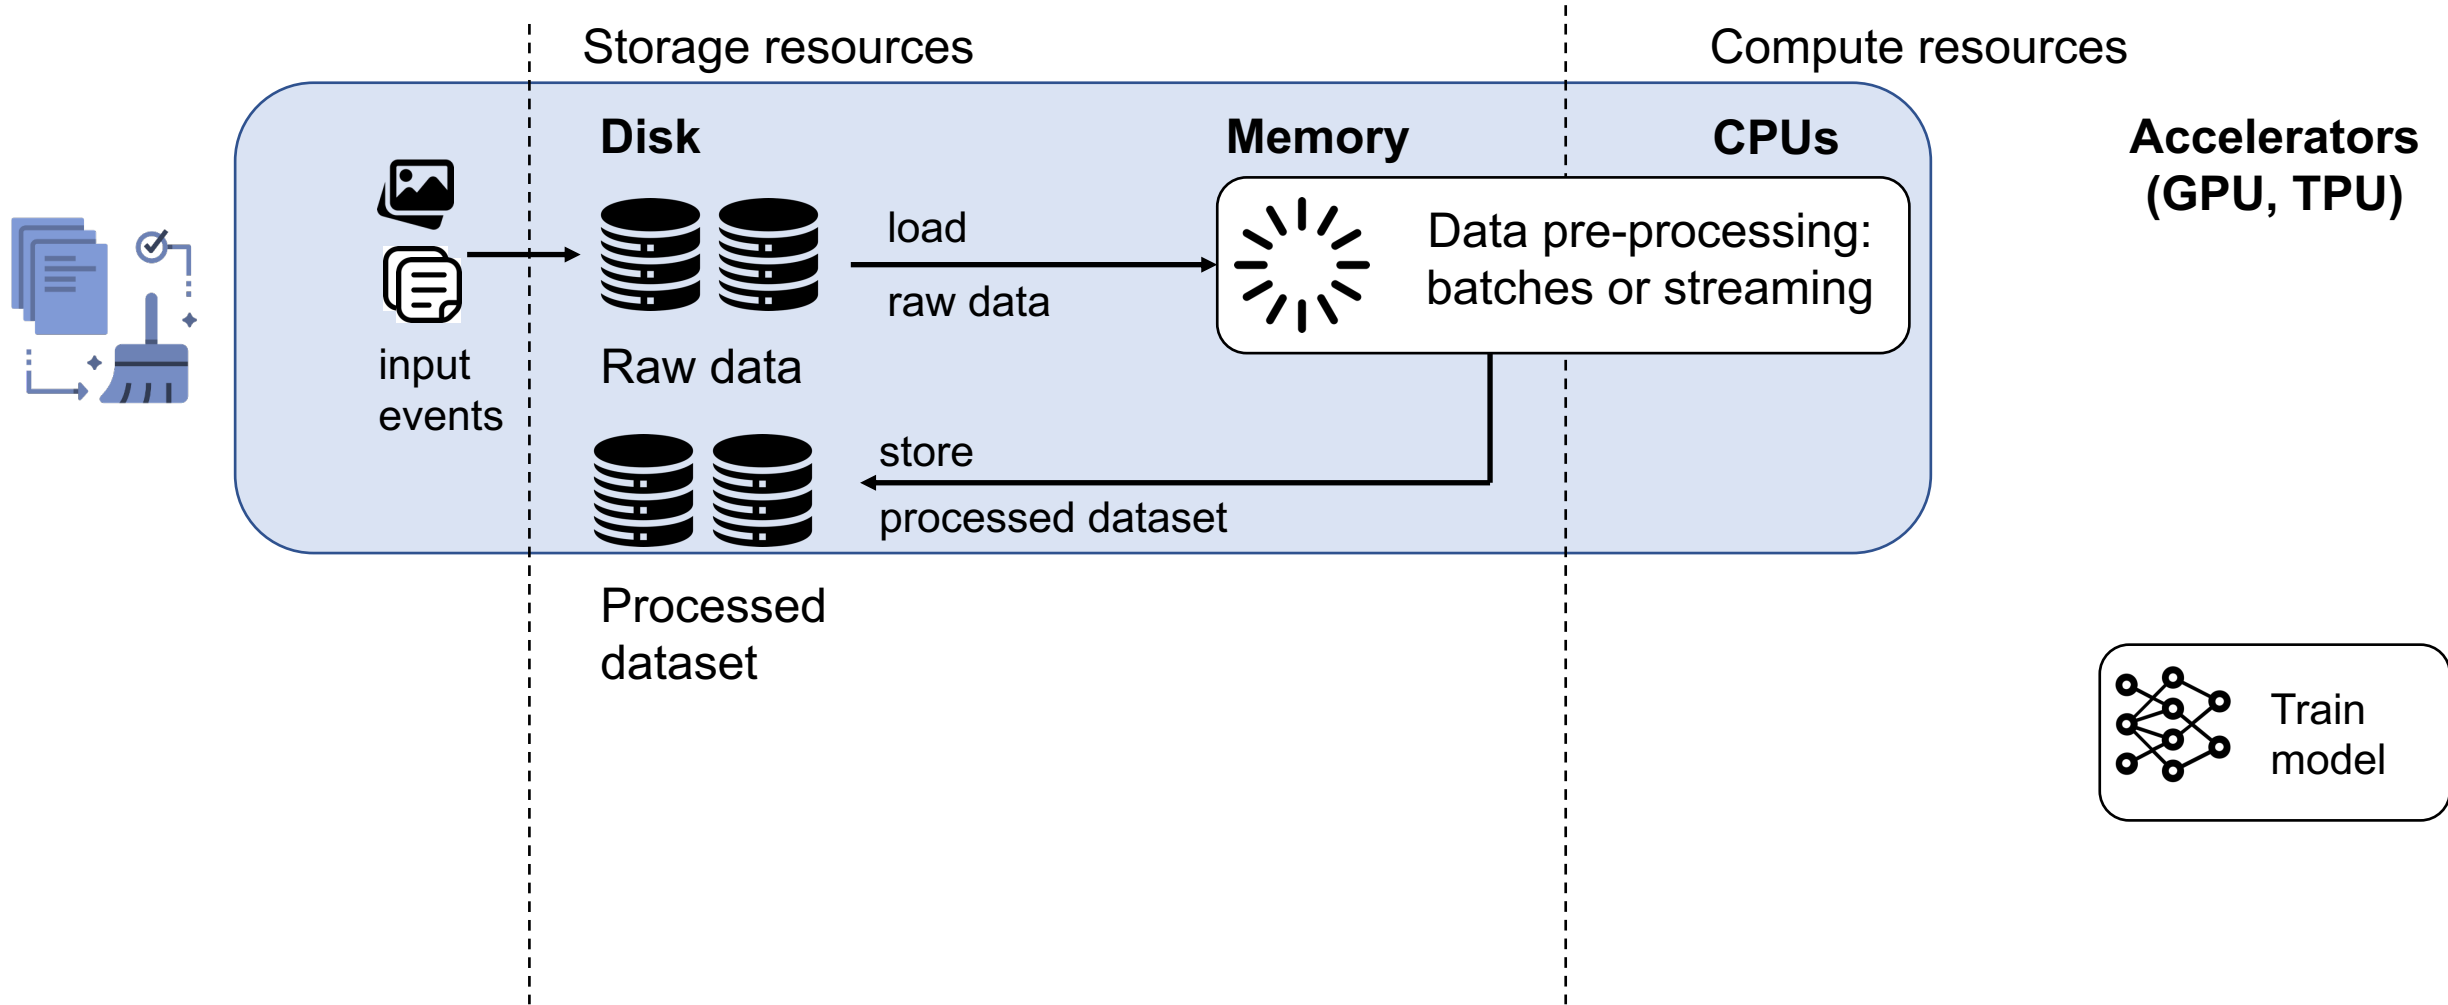 Storage resources
Compute resources
Disk
Memory
CPUs
Accelerators
(GPU, TPU)
load
raw data
Data pre-processing:
batches or streaming
input
events
Raw data
store
processed dataset
Processed
dataset
Train
model